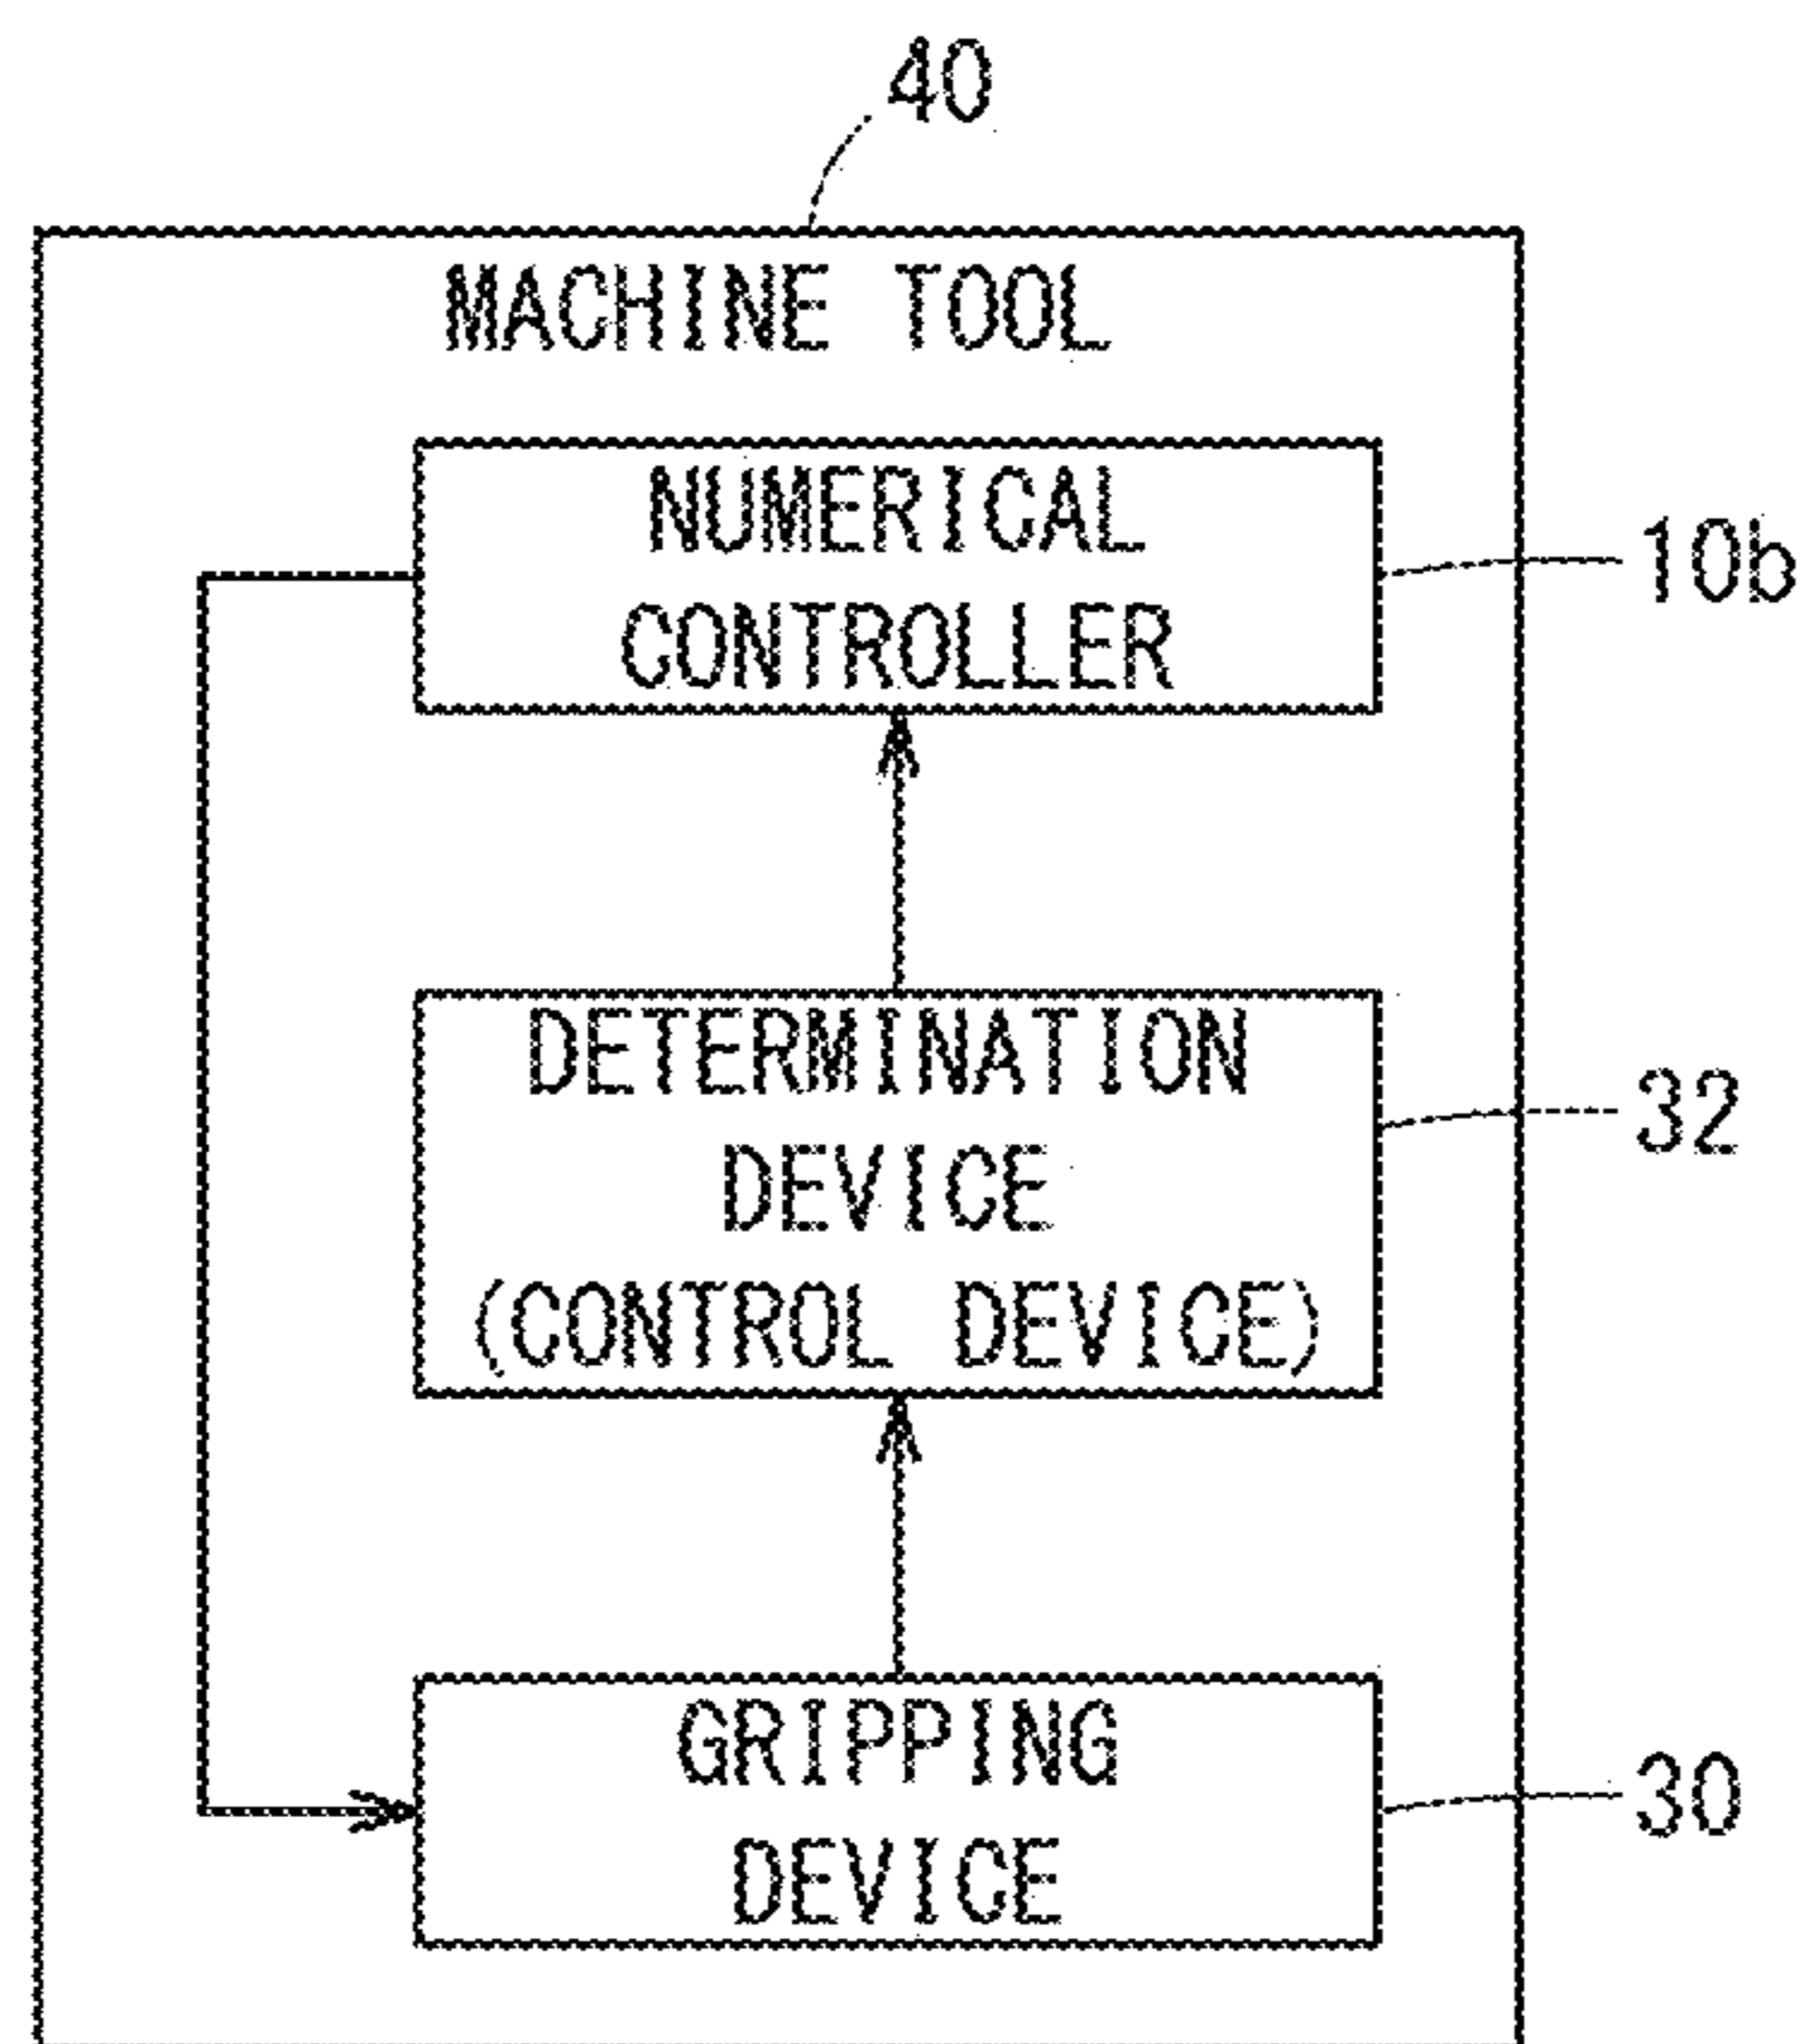 40
MACHINE TOOL
NUMERICAL
CONTROLLER
10b
DETERMINATION
DEVICE
(CONTROL DEVICE)
32
GRIPPING
DEVICE
30